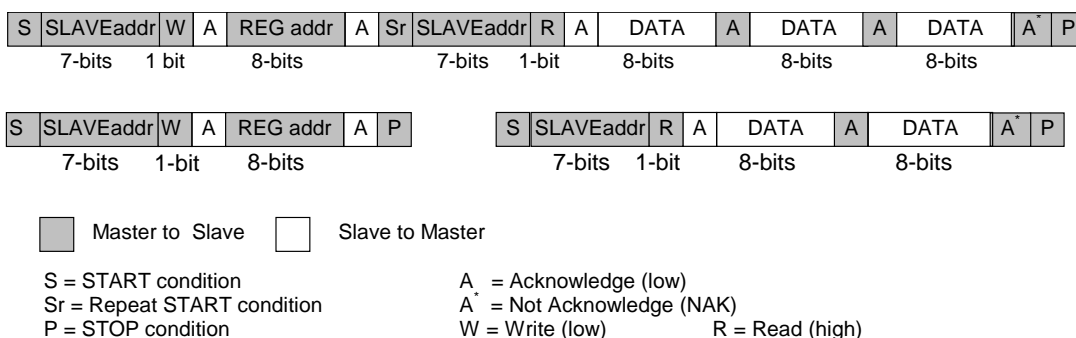 S SLAVEaddr W A REG addr A Sr SLAVEaddr R A DATA A DATA A DATA A* P
7-bits 1 bit 8-bits 7-bits 1-bit 8-bits 8-bits 8-bits
S SLAVEaddr W A REG addr A P S SLAVEaddr R A DATA A DATA A* P
7-bits 1-bit 8-bits 7-bits 1-bit 8-bits 8-bits
Master to Slave Slave to Master
S = START condition A = Acknowledge (low)
Sr = Repeat START condition A* = Not Acknowledge (NAK)
P = STOP condition W = Write (low) R = Read (high)